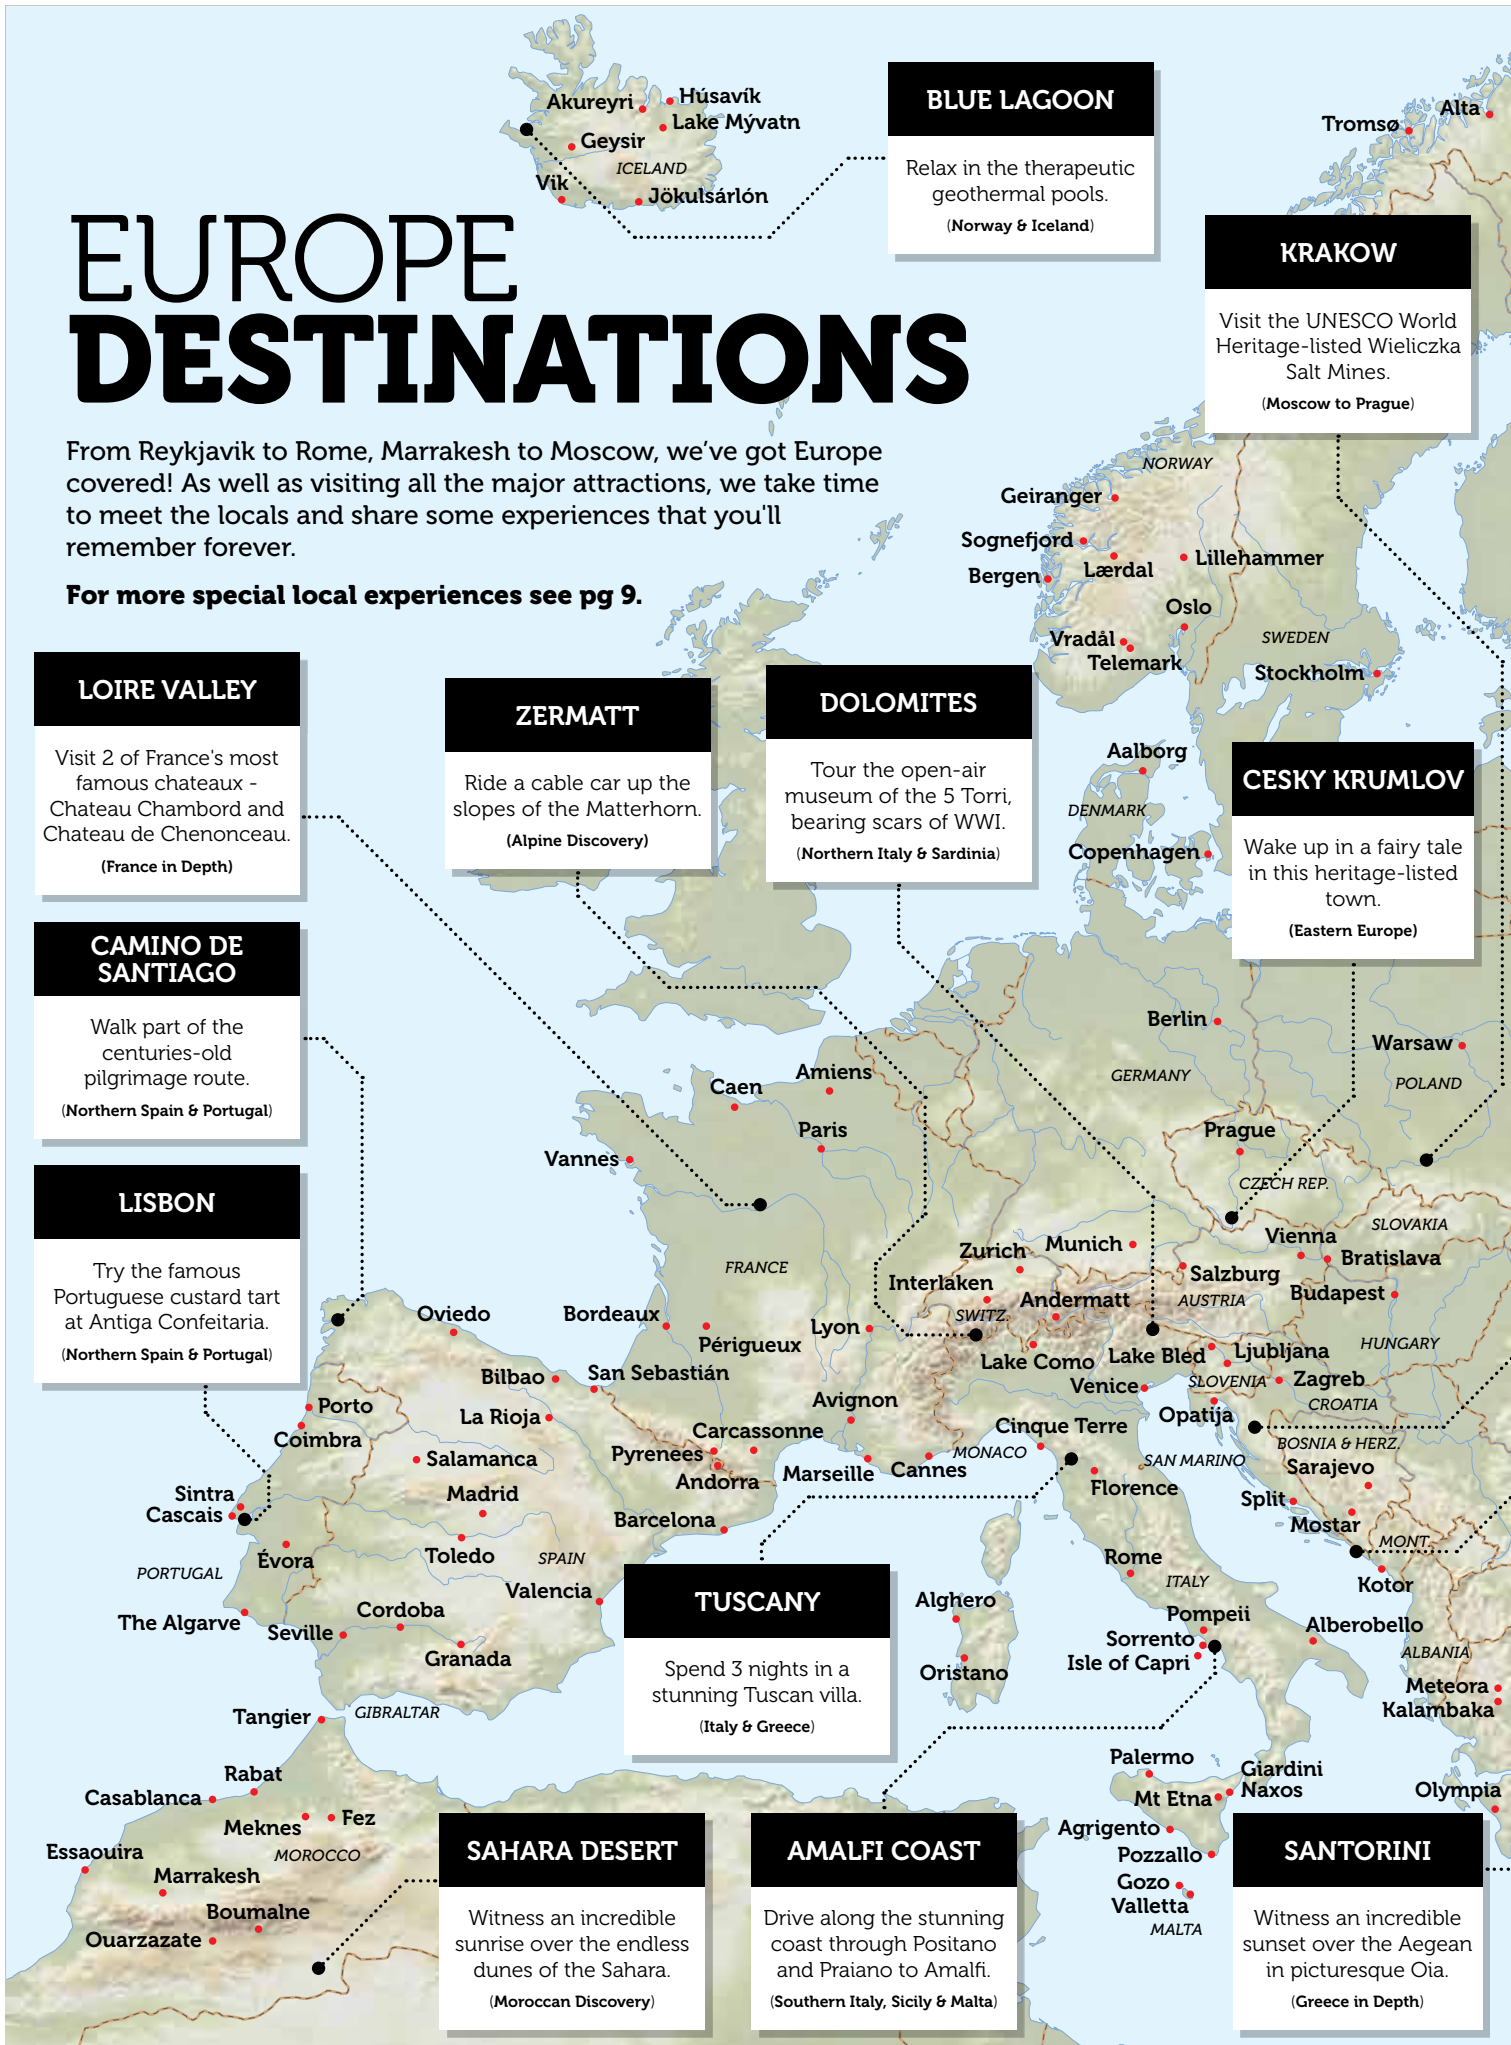 Akureyri
Húsavík
Lake Mývatn
Geysir
ICELAND
Vik
Jökulsárlón
BLUE LAGOON
Relax in the therapeutic
geothermal pools.
(Norway & Iceland)
Tromsø
Alta
KRAKOW
Visit the UNESCO World
Heritage-listed Wieliczka
Salt Mines.
(Moscow to Prague)
EUROPE
DESTINATIONS
From Reykjavik to Rome, Marrakesh to Moscow, we've got Europe
covered! As well as visiting all the major attractions, we take time
to meet the locals and share some experiences that you'll
remember forever.
For more special local experiences see pg 9.
NORWAY
Geiranger
Sognefjord
Lærdal
Lillehammer
Bergen
Oslo
Vradål
Telemark
SWEDEN
Stockholm
LOIRE VALLEY
Visit 2 of France's most
famous chateaux -
Chateau Chambord and
Chateau de Chenonceau.
(France in Depth)
ZERMATT
Ride a cable car up the
slopes of the Matterhorn.
(Alpine Discovery)
DOLOMITES
Tour the open-air
museum of the 5 Torri,
bearing scars of WWI.
(Northern Italy & Sardinia)
Aalborg
DENMARK
Copenhagen
CESKY KRUMLOV
Wake up in a fairy tale
in this heritage-listed
town.
(Eastern Europe)
CAMINO DE
SANTIAGO
Walk part of the
centuries-old
pilgrimage route.
(Northern Spain & Portugal)
LISBON
Try the famous
Portuguese custard tart
at Antiga Confeitaria.
(Northern Spain & Portugal)
Berlin
Warsaw
GERMANY
POLAND
Caen
Amiens
Paris
Vannes
Prague
CZECH REP.
SLOVAKIA
Vienna
Bratislava
FRANCE
Zurich
Munich
Interlaken
Salzburg
Budapest
Andermatt
AUSTRIA
SWITZ.
Oviedo
Bordeaux
Périgueux
Lyon
HUNGARY
Lake Como
Lake Bled
Ljubljana
Bilbao
San Sebastián
Venice
SLOVENIA
Zagreb
Avignon
CROATIA
Porto
La Rioja
Opatija
Coimbra
Carcassonne
Cinque Terre
Pyrenees
MONACO
BOSNIA & HERZ.
Salamanca
SAN MARINO
Sarajevo
Andorra
Marseille
Cannes
Florence
Sintra
Madrid
Split
Cascais
Barcelona
Mostar
MONT.
Évora
Toledo
SPAIN
Rome
PORTUGAL
ITALY
Kotor
Valencia
Alghero
Cordoba
Pompeii
The Algarve
Seville
Alberobello
Sorrento
Granada
Isle of Capri
ALBANIA
Oristano
Meteora
Kalambaka
TUSCANY
Spend 3 nights in a
stunning Tuscan villa.
(Italy & Greece)
Tangier
GIBRALTAR
Palermo
Rabat
Giardini
Naxos
Casablanca
Mt Etna
Olympia
Meknes
Fez
Agrigento
Essaouira
MOROCCO
Pozzallo
Marrakesh
Gozo
Boumalne
Valletta
Ouarzazate
MALTA
SAHARA DESERT
Witness an incredible
sunrise over the endless
dunes of the Sahara.
(Moroccan Discovery)
AMALFI COAST
Drive along the stunning
coast through Positano
and Praiano to Amalfi.
(Southern Italy, Sicily & Malta)
SANTORINI
Witness an incredible
sunset over the Aegean
in picturesque Oia.
(Greece in Depth)